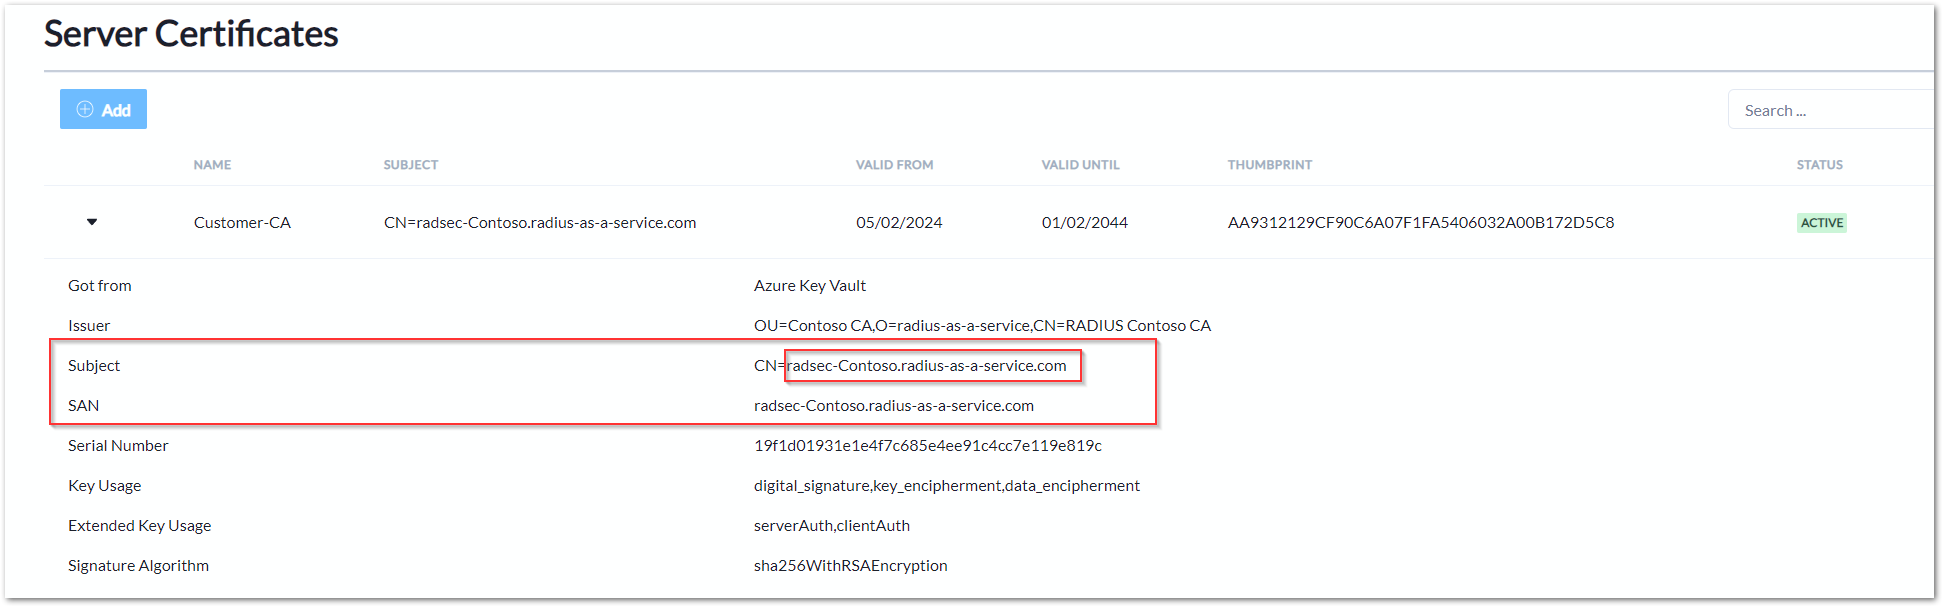 Server Certificates
Add
Search ...
NAME SUBJECT VALID FROM VALID UNTIL THUMBPRINT STATUS
Customer-CA CN=radsec-Contoso.radius-as-a-service.com 05/02/2024 01/02/2044 AA9312129CF90C6A07F1FA5406032A00B172D5C8 ACTIVE
Got from Azure Key Vault
Issuer OU=Contoso CA,O=radius-as-a-service,CN=RADIUS Contoso CA
Subject CN=radsec-Contoso.radius-as-a-service.com
SAN radsec-Contoso.radius-as-a-service.com
Serial Number 19f1d01931e1e4f7c685e4ee91c4cc7e119e819c
Key Usage digital_signature,key_encipherment,data_encipherment
Extended Key Usage serverAuth,clientAuth
Signature Algorithm sha256WithRSAEncryption